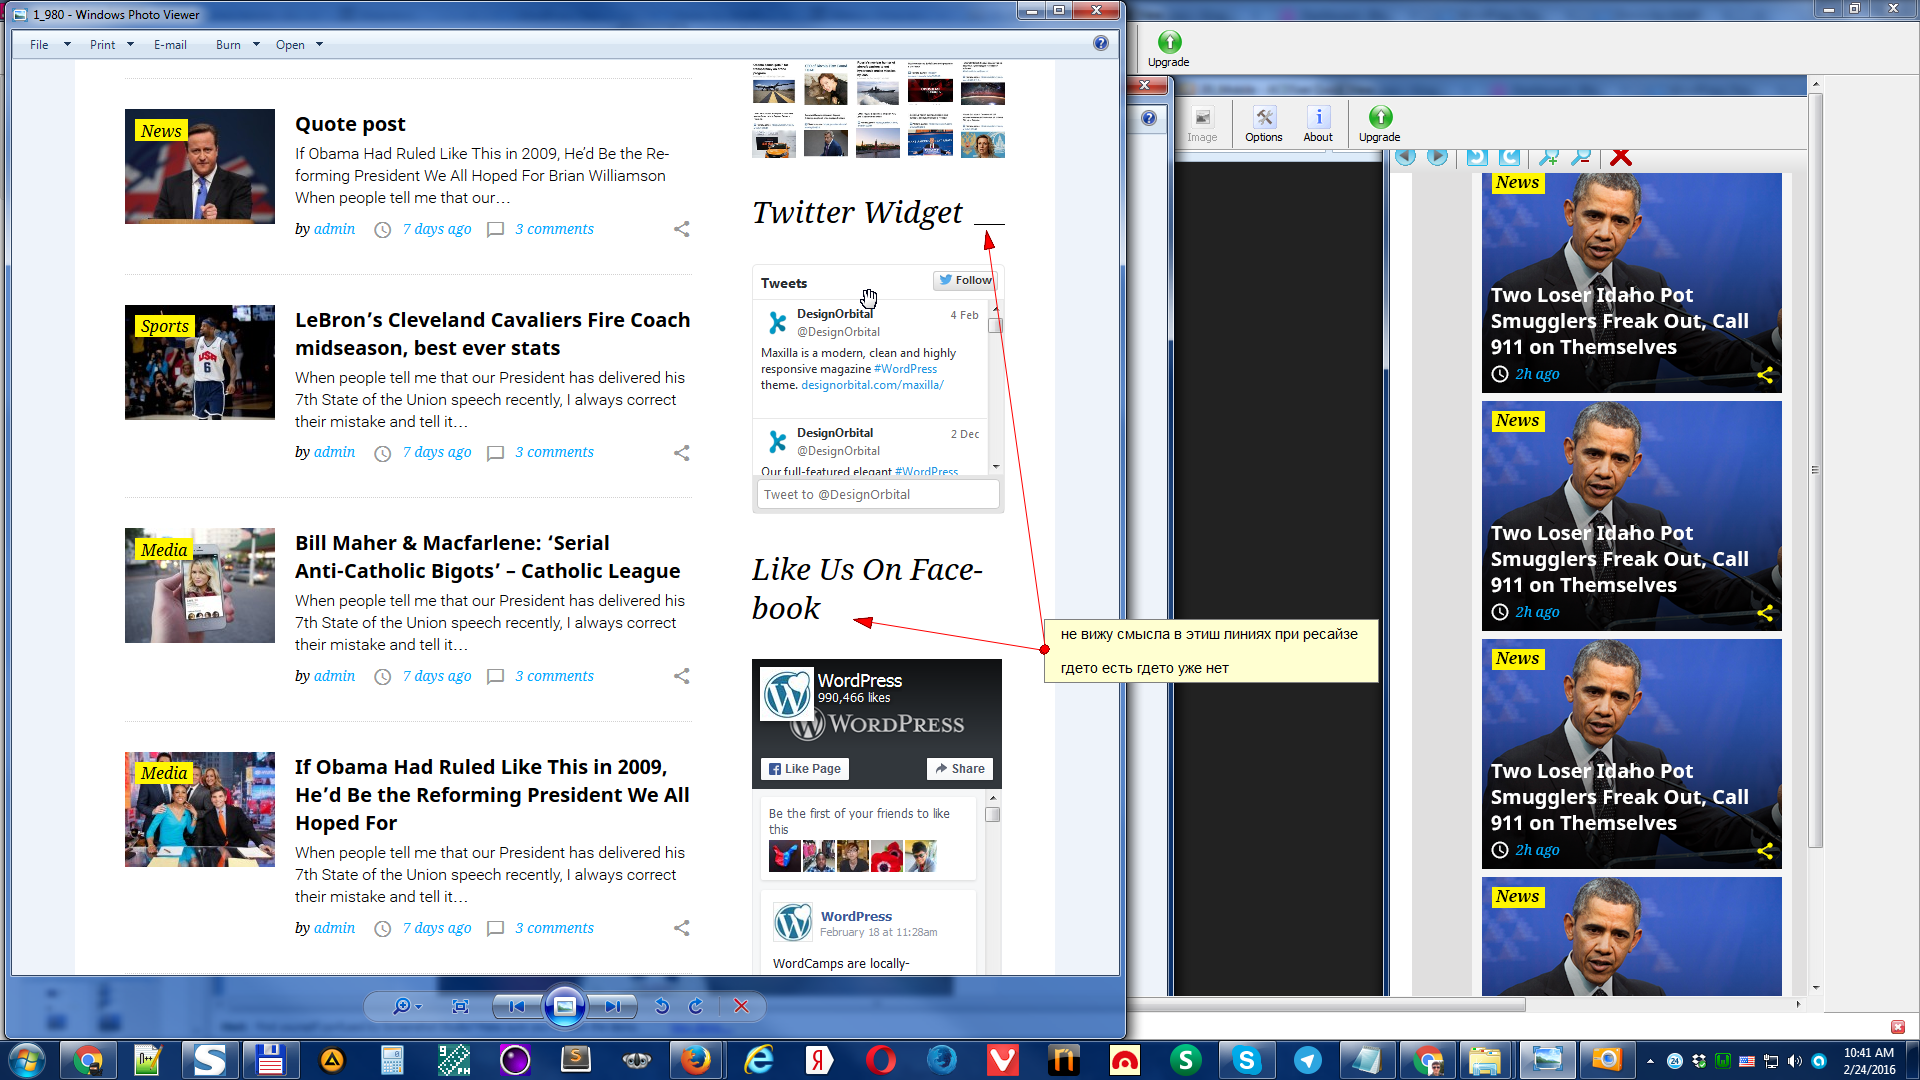 1_980 - Windows Photo Viewer
File
Print
E-mail
Burn
Open
News
Quote post
If Obama Had Ruled Like This in 2009, He’d Be the Re-
forming President We All Hoped For Brian Williamson
When people tell me that our…
by admin 7 days ago 3 comments
Sports
LeBron’s Cleveland Cavaliers Fire Coach
midseason, best ever stats
When people tell me that our President has delivered his
7th State of the Union speech recently, I always correct
their mistake and tell it…
by admin 7 days ago 3 comments
Media
Bill Maher & Macfarlene: ‘Serial
Anti-Catholic Bigots’ – Catholic League
When people tell me that our President has delivered his
7th State of the Union speech recently, I always correct
their mistake and tell it…
by admin 7 days ago 3 comments
Media
If Obama Had Ruled Like This in 2009,
He’d Be the Reforming President We All
Hoped For
When people tell me that our President has delivered his
7th State of the Union speech recently, I always correct
their mistake and tell it…
by admin 7 days ago 3 comments
Twitter Widget
Tweets
Follow
DesignOrbital 4 Feb
@DesignOrbital
Maxilla is a modern, clean and highly
responsive magazine #WordPress
theme. designorbital.com/maxilla/
DesignOrbital 2 Dec
@DesignOrbital
Our full-featured elegant #WordPress
Tweet to @DesignOrbital
Like Us On Face-
book
WordPress
990,466 likes
WORDPRESS
Like Page
Share
Be the first of your friends to like
this
WordPress
February 18 at 11:28am
WordCamps are locally-
не вижу смысла в этиш линиях при ресайзе
гдето есть гдето уже нет
Upgrade
Image
Options
About
Upgrade
News
Two Loser Idaho Pot
Smugglers Freak Out, Call
911 on Themselves
2h ago
News
Two Loser Idaho Pot
Smugglers Freak Out, Call
911 on Themselves
2h ago
News
Two Loser Idaho Pot
Smugglers Freak Out, Call
911 on Themselves
2h ago
News
10:41 AM
2/24/2016